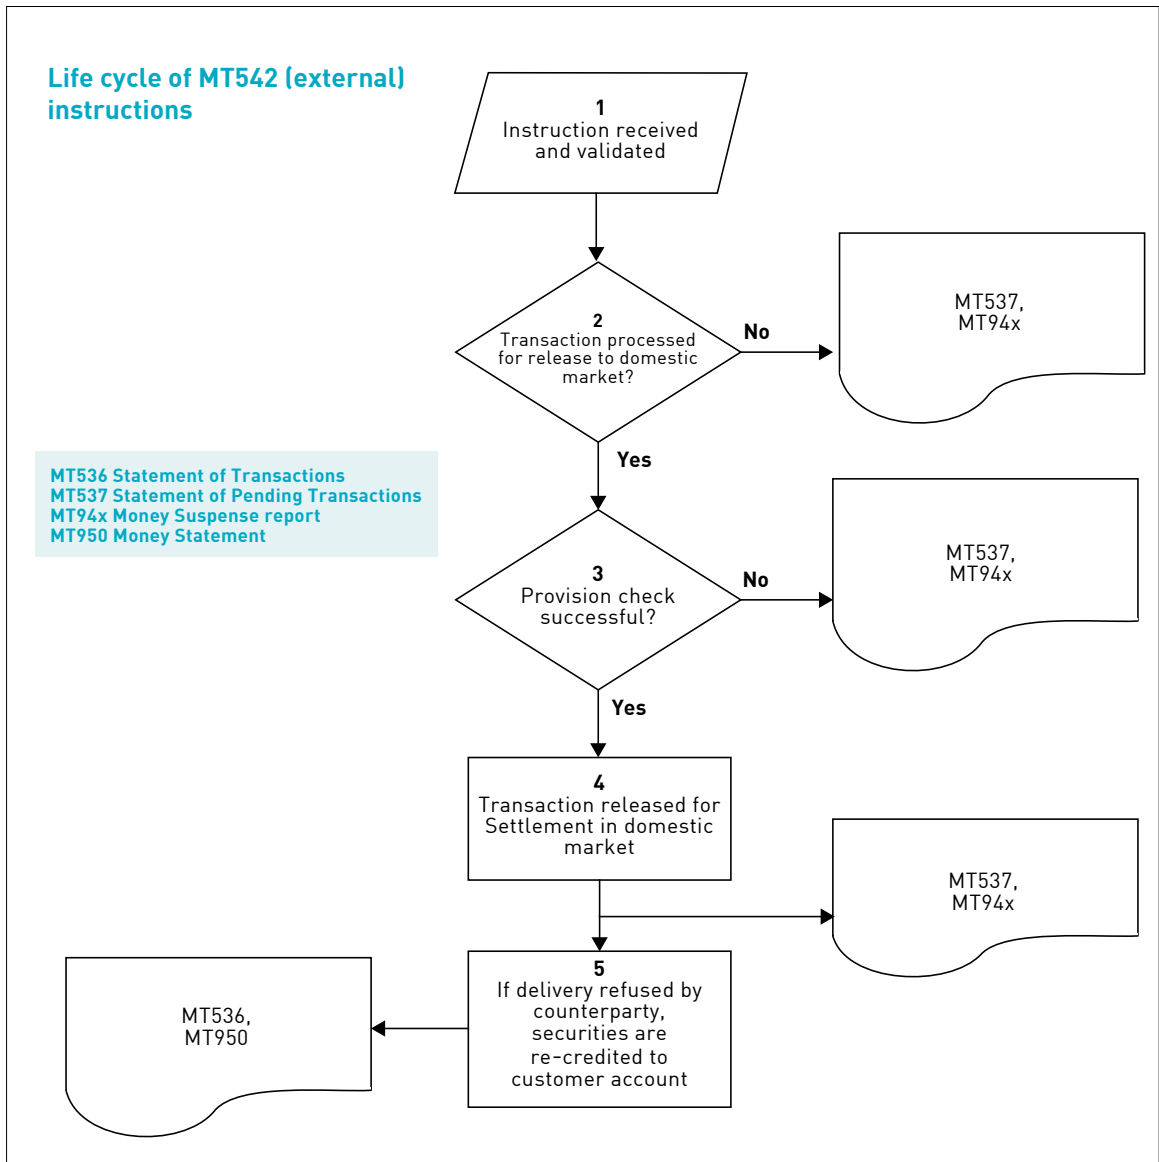 Life cycle of MT542 (external)
instructions
1
Instruction received
and validated
2
Transaction processed
for release to domestic
market?
No
MT537,
MT94x
Yes
MT536 Statement of Transactions
MT537 Statement of Pending Transactions
MT94x Money Suspense report
MT950 Money Statement
3
Provision check
successful?
No
MT537,
MT94x
Yes
4
Transaction released for
Settlement in domestic
market
MT537,
MT94x
5
If delivery refused by
counterparty,
securities are
re-credited to
customer account
MT536,
MT950